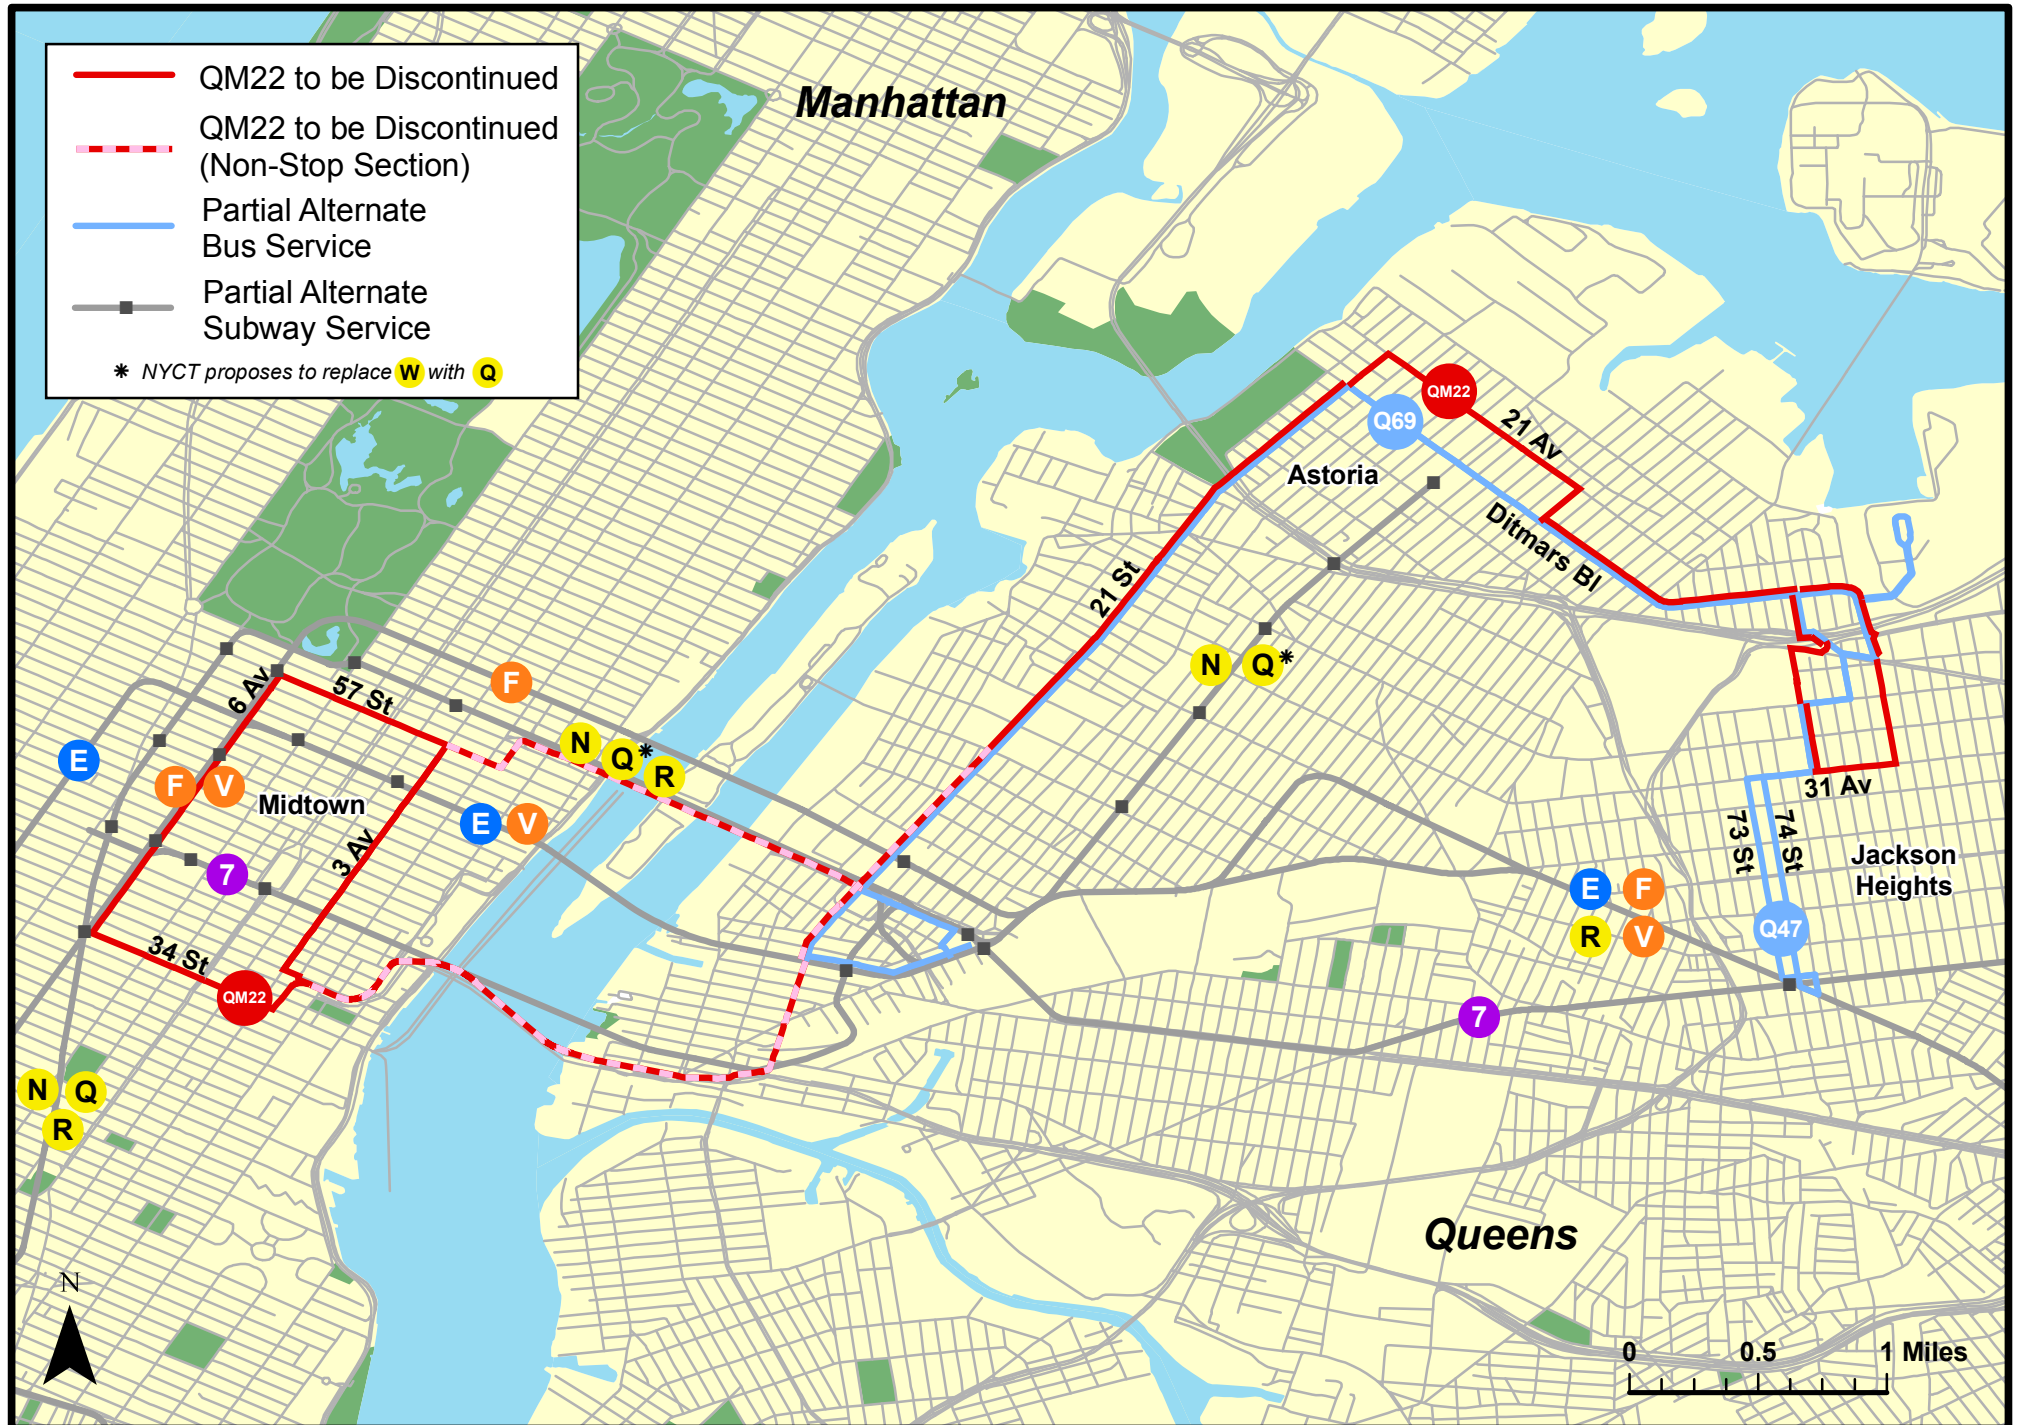 QM22 to be Discontinued
QM22 to be Discontinued
(Non-Stop Section)
Partial Alternate
Bus Service
Partial Alternate
Subway Service
* NYCT proposes to replace W with Q
Manhattan
QM22
21 Av
Q69
Astoria
Ditmars Bl
21 St
N Q*
6 Av
57 St
F
N Q* R
E
F V
Midtown
E V
3 Av
7
34 St
QM22
31 Av
73 St
74 St
Jackson
Heights
E F
R V
Q47
7
N Q
R
Queens
N
0 0.5 1 Miles